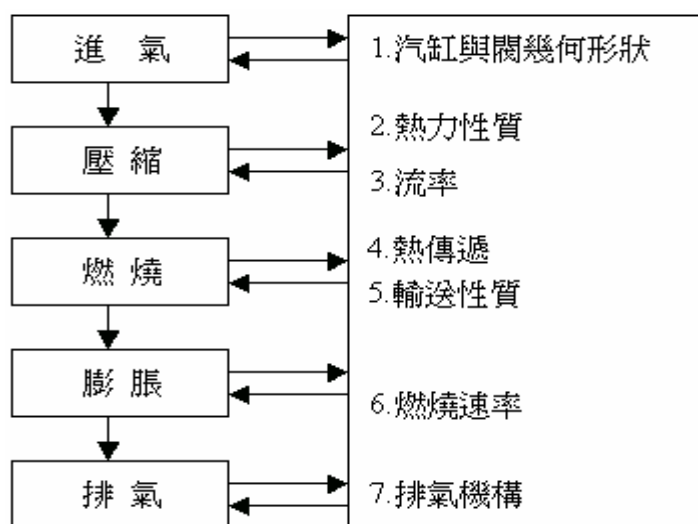 進 氣
壓 縮
燃 燒
膨 脹
排 氣
1.汽缸與閥幾何形狀
2.熱力性質
3.流率
4.熱傳遞
5.輸送性質
6.燃燒速率
7.排氣機構